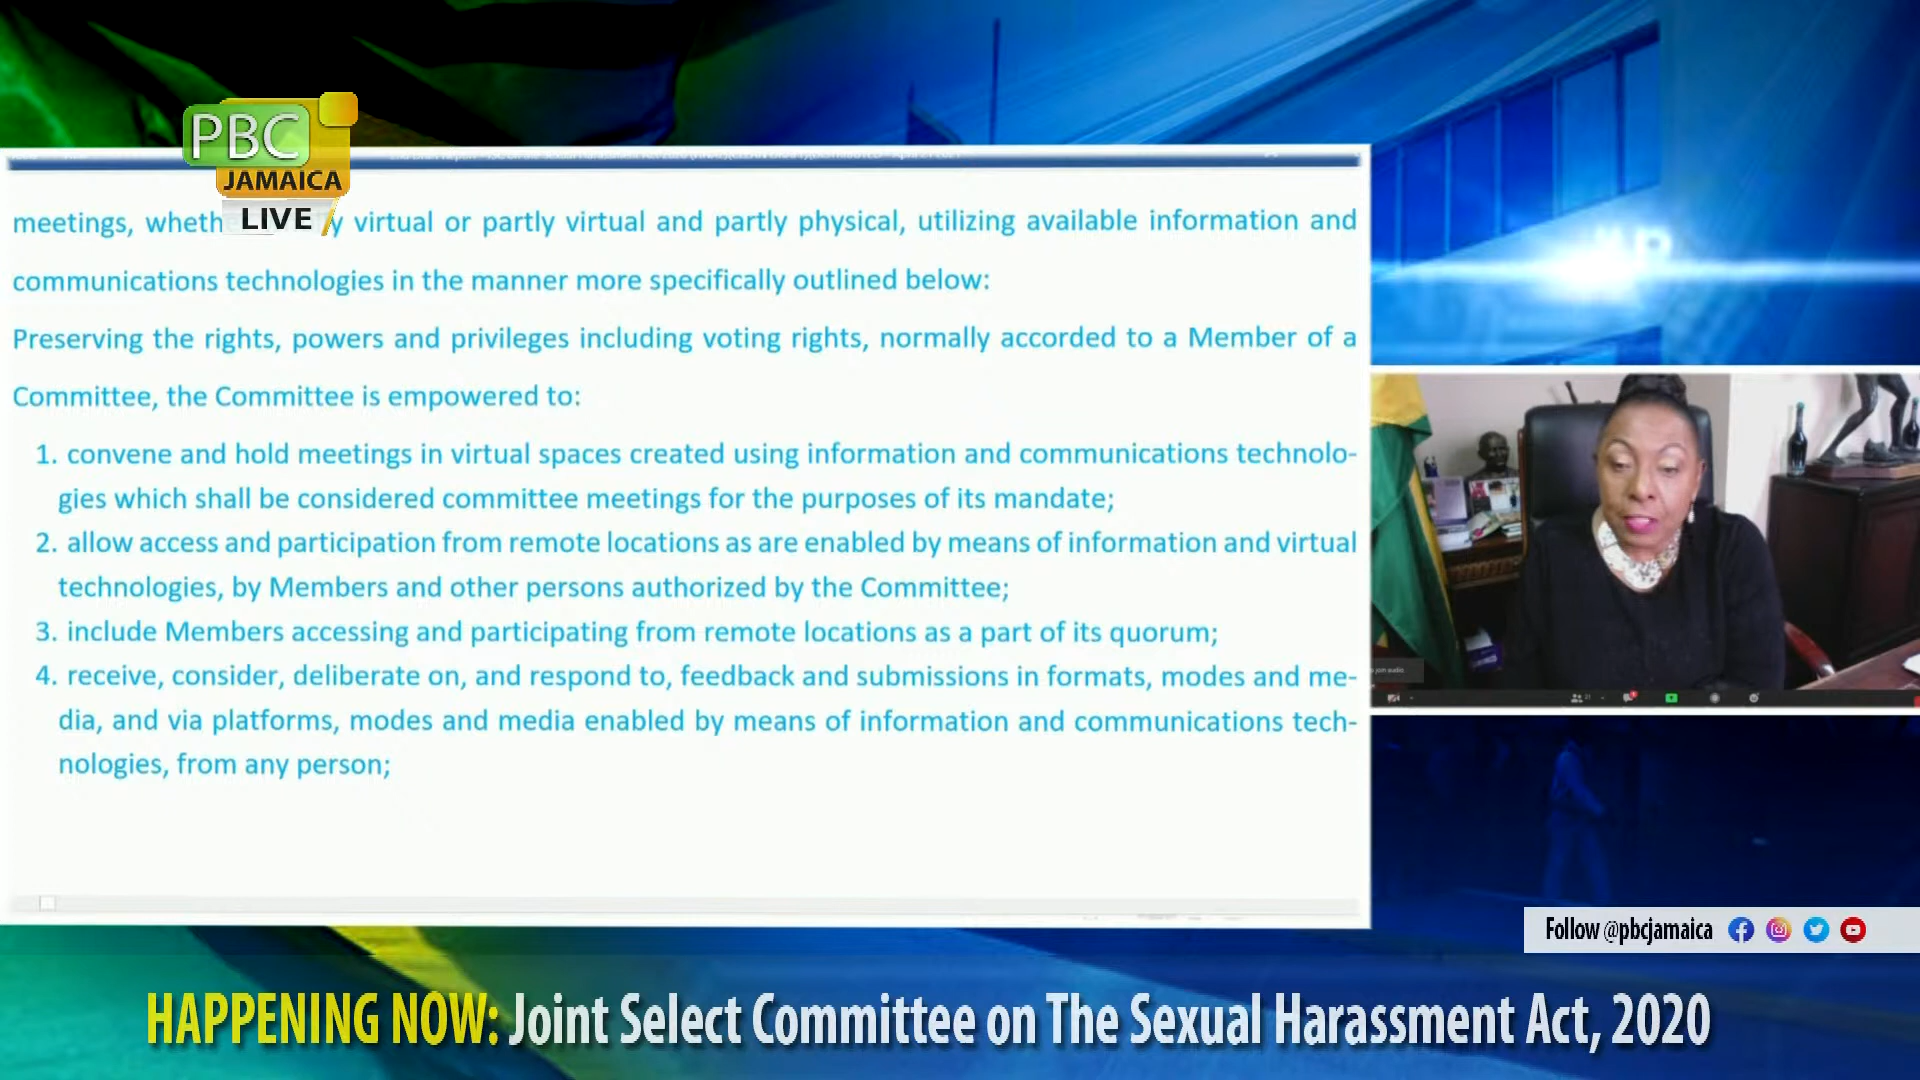 PBC
JAMAICA
LIVE
meetings, wheth y virtual or partly virtual and partly physical, utilizing available information and
communications technologies in the manner more specifically outlined below:
Preserving the rights, powers and privileges including voting rights, normally accorded to a Member of a
Committee, the Committee is empowered to:
1. convene and hold meetings in virtual spaces created using information and communications technolo-
gies which shall be considered committee meetings for the purposes of its mandate;
2. allow access and participation from remote locations as are enabled by means of information and virtual
technologies, by Members and other persons authorized by the Committee;
3. include Members accessing and participating from remote locations as a part of its quorum;
4. receive, consider, deliberate on, and respond to, feedback and submissions in formats, modes and me-
dia, and via platforms, modes and media enabled by means of information and communications tech-
nologies, from any person;
Follow @pbcjamaica
HAPPENING NOW: Joint Select Committee on The Sexual Harassment Act, 2020